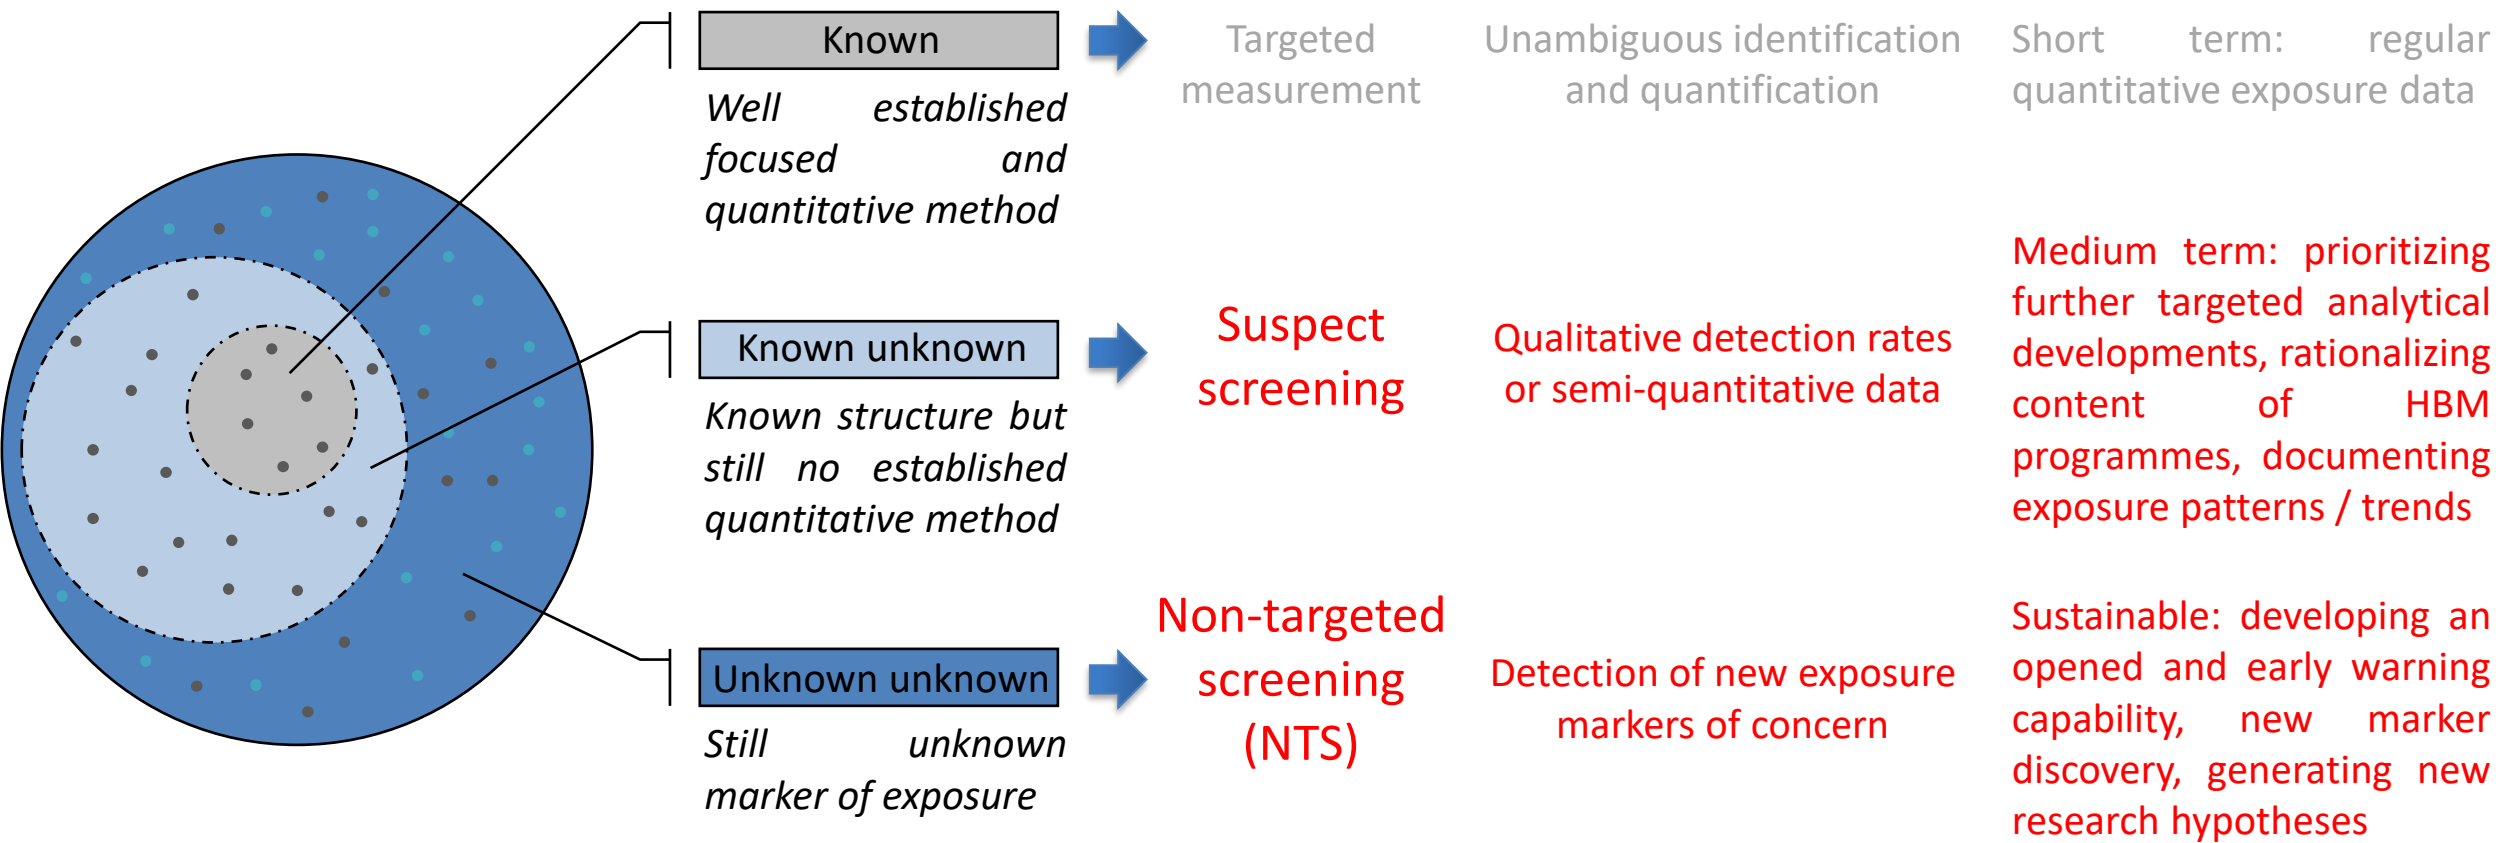 Known
Well established
focused and
quantitative method
Targeted
measurement
Unambiguous identification
and quantification
Short term: regular
quantitative exposure data
Known unknown
Known structure but
still no established
quantitative method
Suspect
screening
Qualitative detection rates
or semi-quantitative data
Medium term: prioritizing
further targeted analytical
developments, rationalizing
content of HBM
programmes, documenting
exposure patterns / trends
Unknown unknown
Still unknown
marker of exposure
Non-targeted
screening
(NTS)
Detection of new exposure
markers of concern
Sustainable: developing an
opened and early warning
capability, new marker
discovery, generating new
research hypotheses